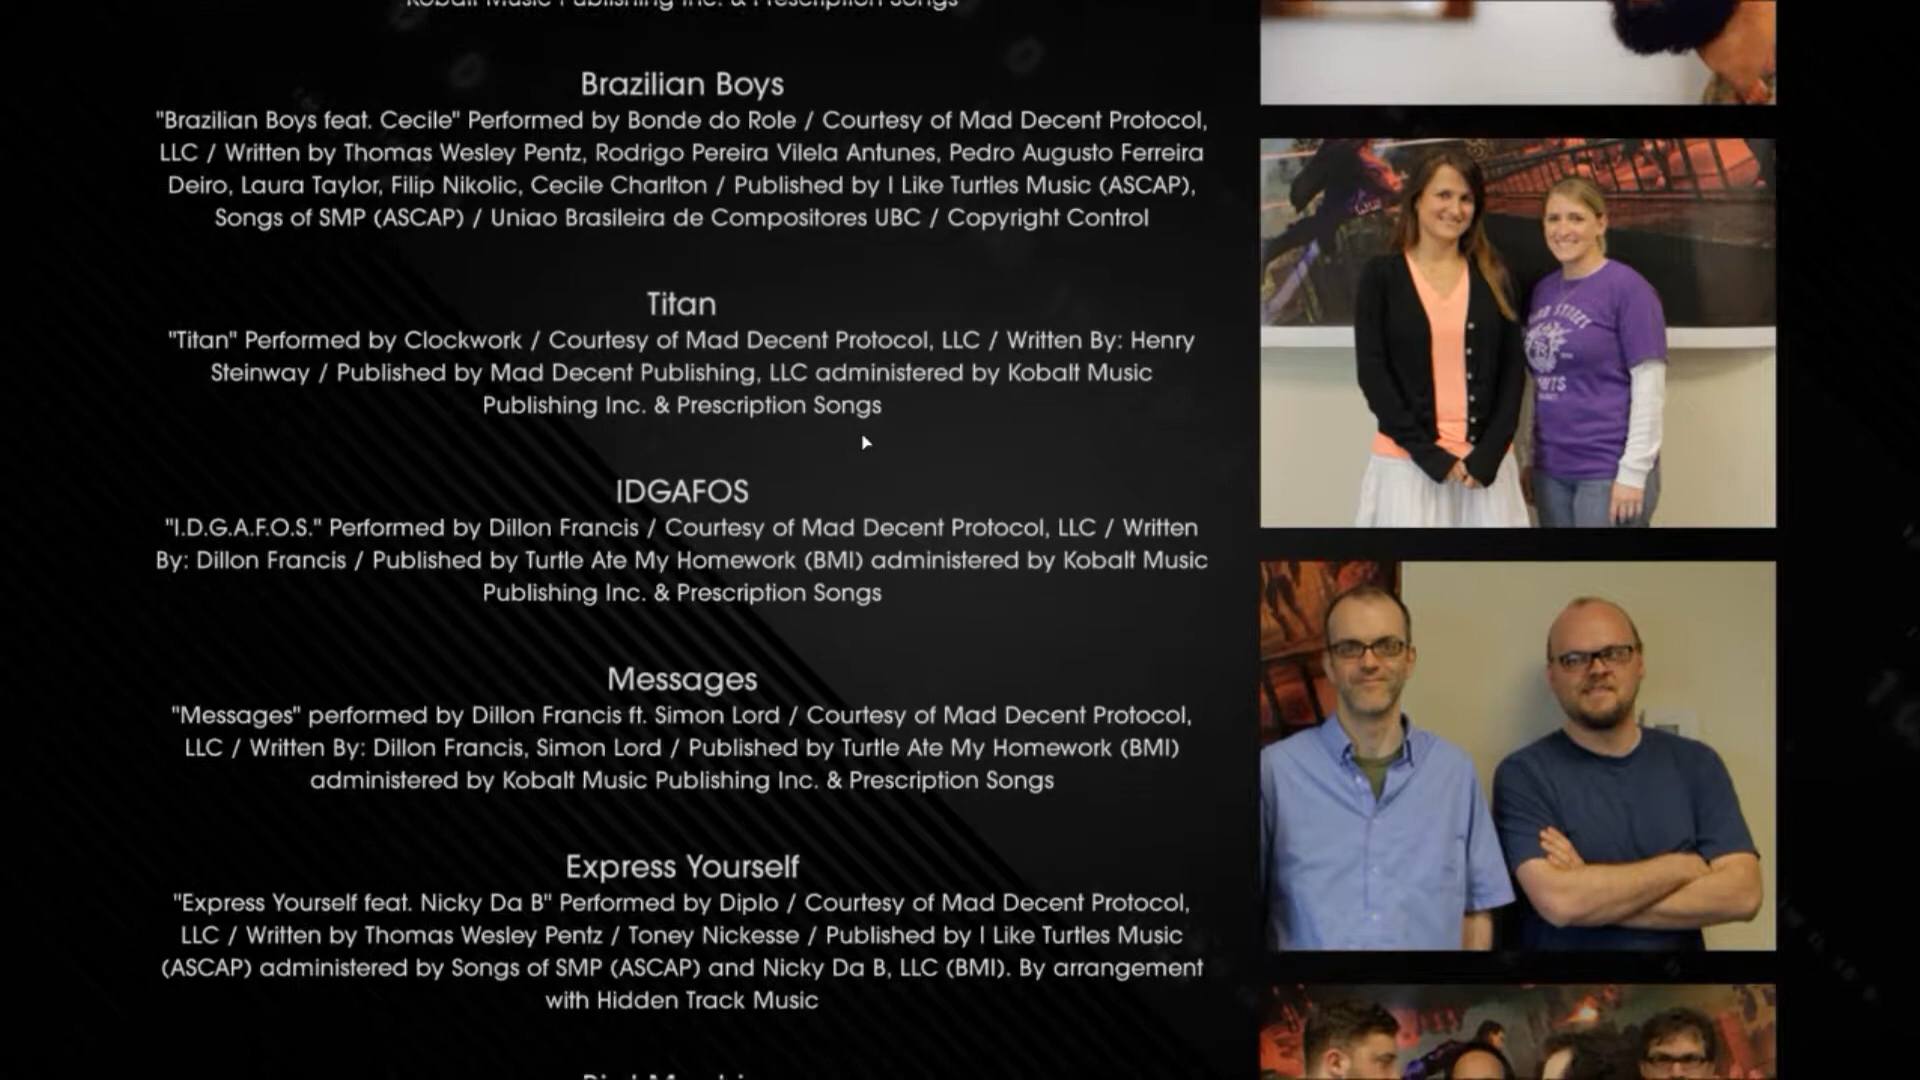 Kobalt Music Publishing Inc. & Prescription Songs
Brazilian Boys
"Brazilian Boys feat. Cecile" Performed by Bonde do Role / Courtesy of Mad Decent Protocol,
LLC / Written by Thomas Wesley Pentz, Rodrigo Pereira Vilela Antunes, Pedro Augusto Ferreira
Deiro, Laura Taylor, Filip Nikolic, Cecile Charlton / Published by I Like Turtles Music (ASCAP),
Songs of SMP (ASCAP) / Uniao Brasileira de Compositores UBC / Copyright Control
Titan
"Titan" Performed by Clockwork / Courtesy of Mad Decent Protocol, LLC / Written By: Henry
Steinway / Published by Mad Decent Publishing, LLC administered by Kobalt Music
Publishing Inc. & Prescription Songs
IDGAFOS
"I.D.G.A.F.O.S." Performed by Dillon Francis / Courtesy of Mad Decent Protocol, LLC / Written
By: Dillon Francis / Published by Turtle Ate My Homework (BMI) administered by Kobalt Music
Publishing Inc. & Prescription Songs
Messages
"Messages" performed by Dillon Francis ft. Simon Lord / Courtesy of Mad Decent Protocol,
LLC / Written By: Dillon Francis, Simon Lord / Published by Turtle Ate My Homework (BMI)
administered by Kobalt Music Publishing Inc. & Prescription Songs
Express Yourself
"Express Yourself feat. Nicky Da B" Performed by Diplo / Courtesy of Mad Decent Protocol,
LLC / Written by Thomas Wesley Pentz / Toney Nickesse / Published by I Like Turtles Music
(ASCAP) administered by Songs of SMP (ASCAP) and Nicky Da B, LLC (BMI). By arrangement
with Hidden Track Music